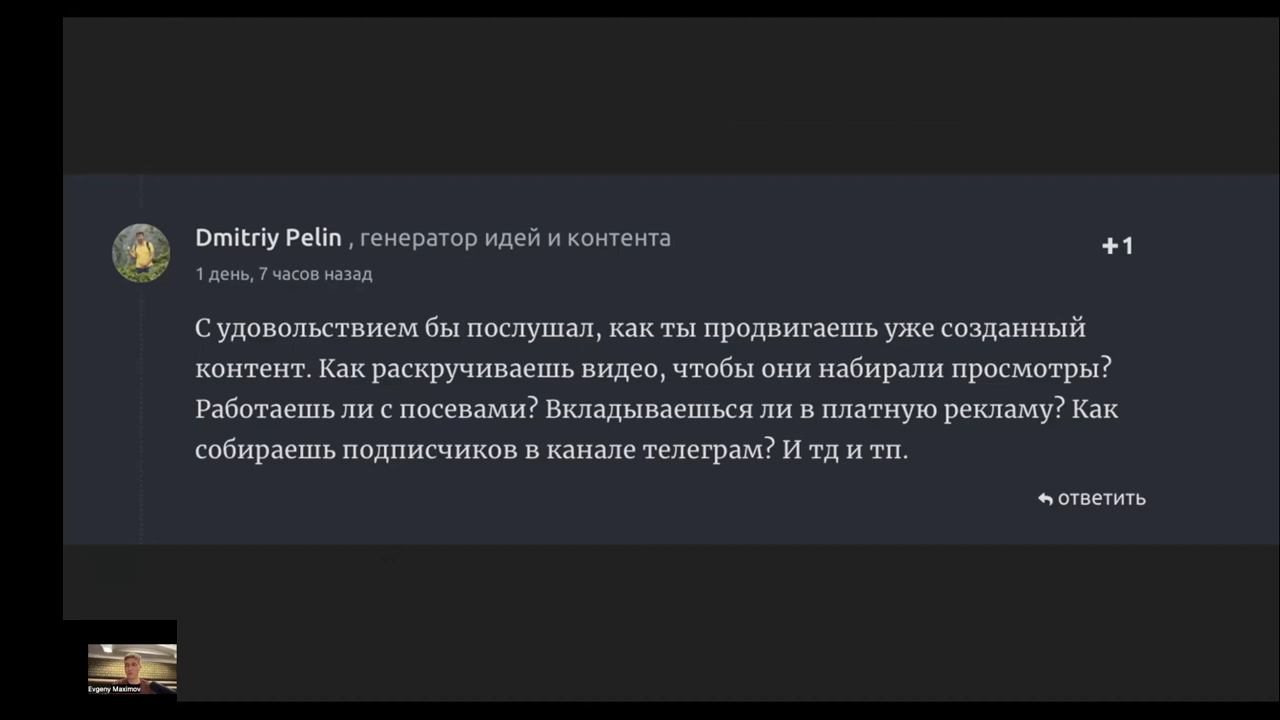 Dmitriy Pelin , генератор идей и контента
+1
1 день, 7 часов назад
С удовольствием бы послушал, как ты продвигаешь уже созданный
контент. Как раскручиваешь видео, чтобы они набирали просмотры?
Работаешь ли с посевами? Вкладываешься ли в платную рекламу? Как
собираешь подписчиков в канале телеграм? И тд и тп.
ответить
Evgeny Maximov